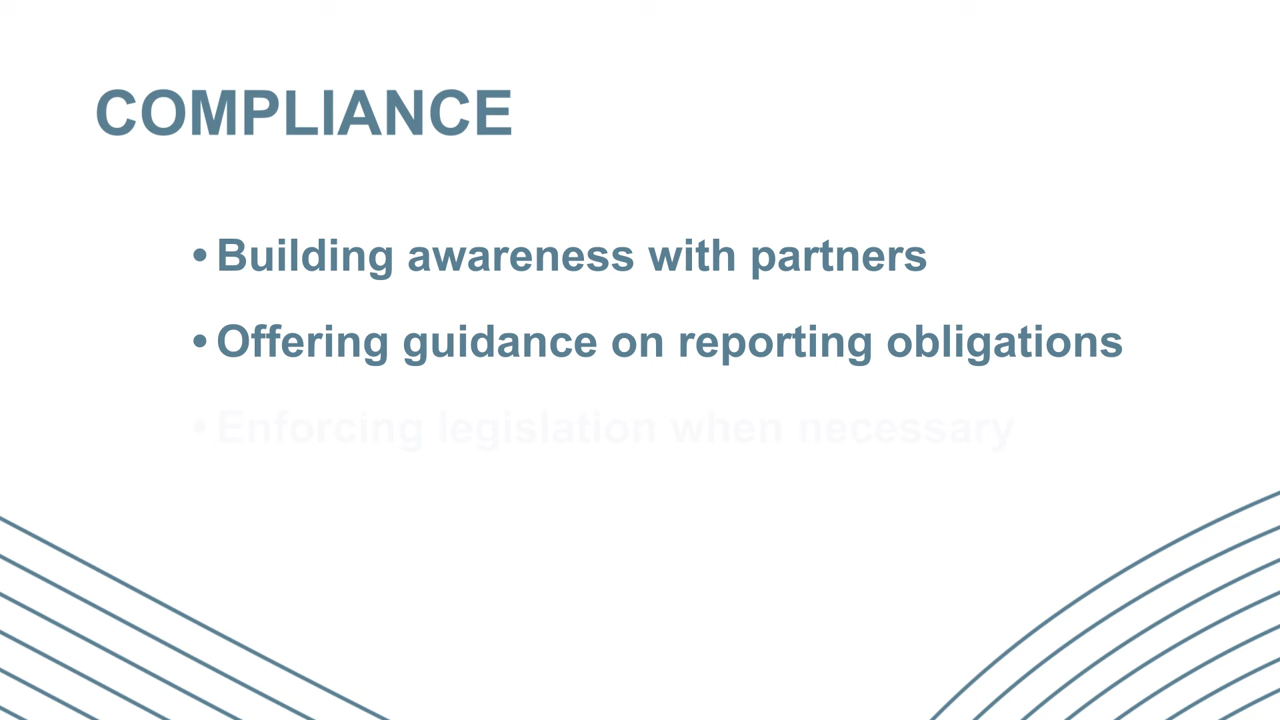 COMPLIANCE
• Building awareness with partners
• Offering guidance on reporting obligations
• Enforcing legislation when necessary